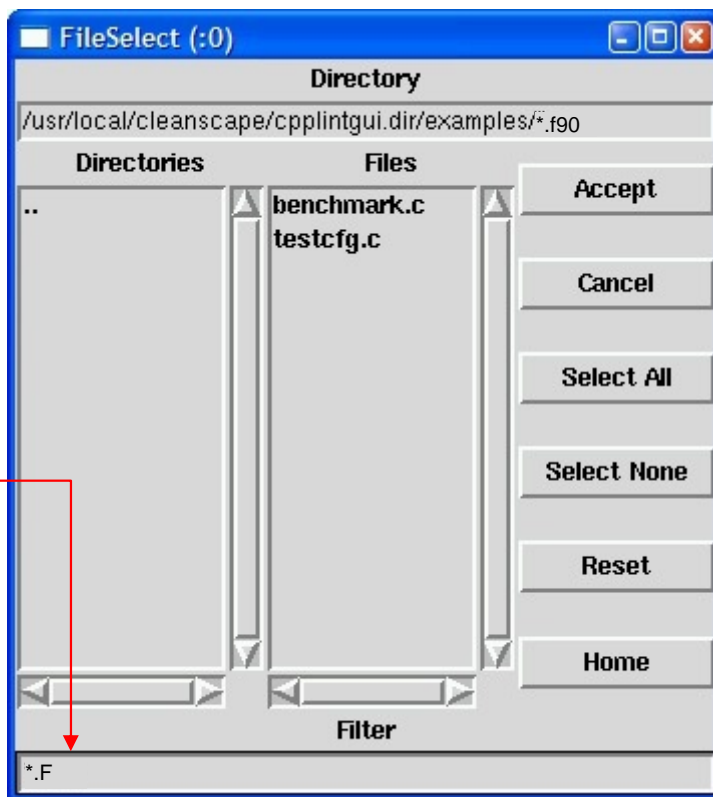 FileSelect (:0)
Directory
/usr/local/cleanscape/cpplintgui.dir/examples/*.f90
Directories
Files
..
benchmark.c
testcfg.c
Accept
Cancel
Select All
Select None
Reset
Home
Filter
*.F